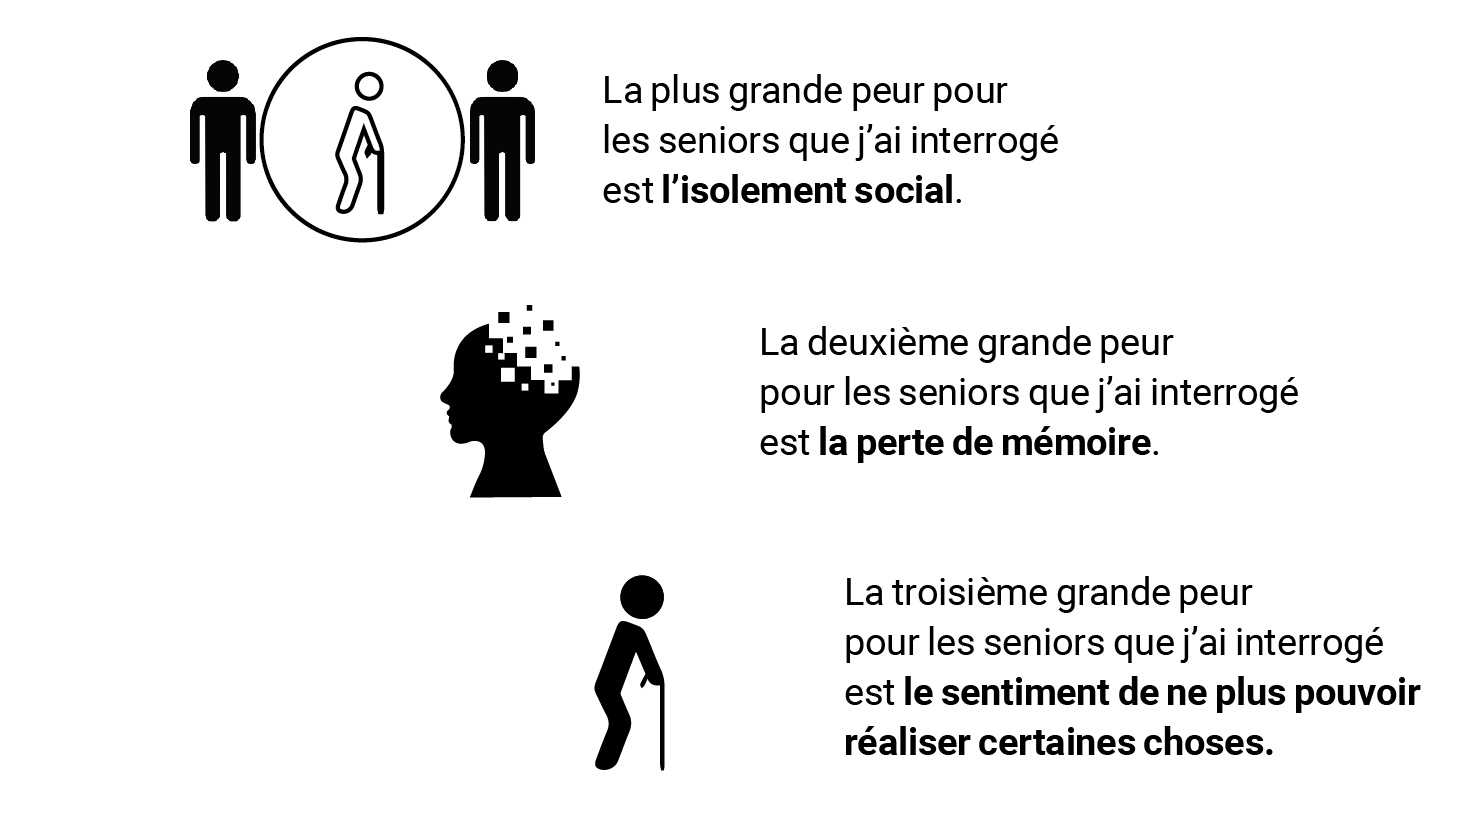 La plus grande peur pour
les seniors que j’ai interrogé
est l’isolement social.
La deuxième grande peur
pour les seniors que j’ai interrogé
est la perte de mémoire.
La troisième grande peur
pour les seniors que j’ai interrogé
est le sentiment de ne plus pouvoir
réaliser certaines choses.